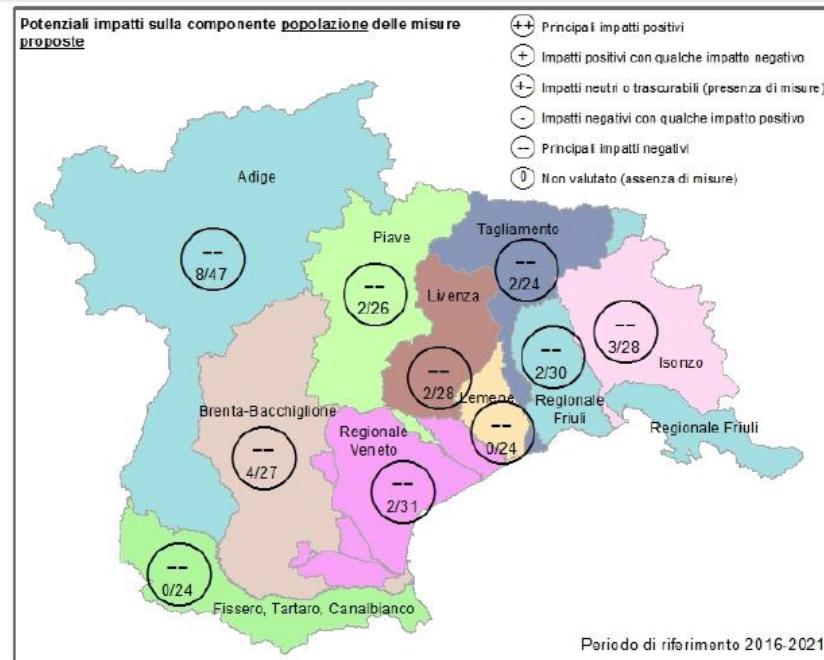 Potenziali impatti sulla componente popolazione delle misure
proposte
++ Principali impatti positivi
+ Impatti positivi con qualche impatto negativo
+- Impatti neutri o trascurabili (presenza di misure)
- Impatti negativi con qualche impatto positivo
-- Principali impatti negativi
0 Non valutato (assenza di misure)
Adige
--
8/47
Piave
--
2/26
Tagliamento
--
2/24
Livenza
--
2/28
Lemene
--
0/24
--
2/30
Regionale
Friuli
--
3/28
Isonzo
Regionale Friuli
Brenta-Bacchiglione
--
4/27
Regionale
Veneto
--
2/31
--
0/24
Fissero, Tartaro, Canalbianco
Periodo di riferimento 2016-2021